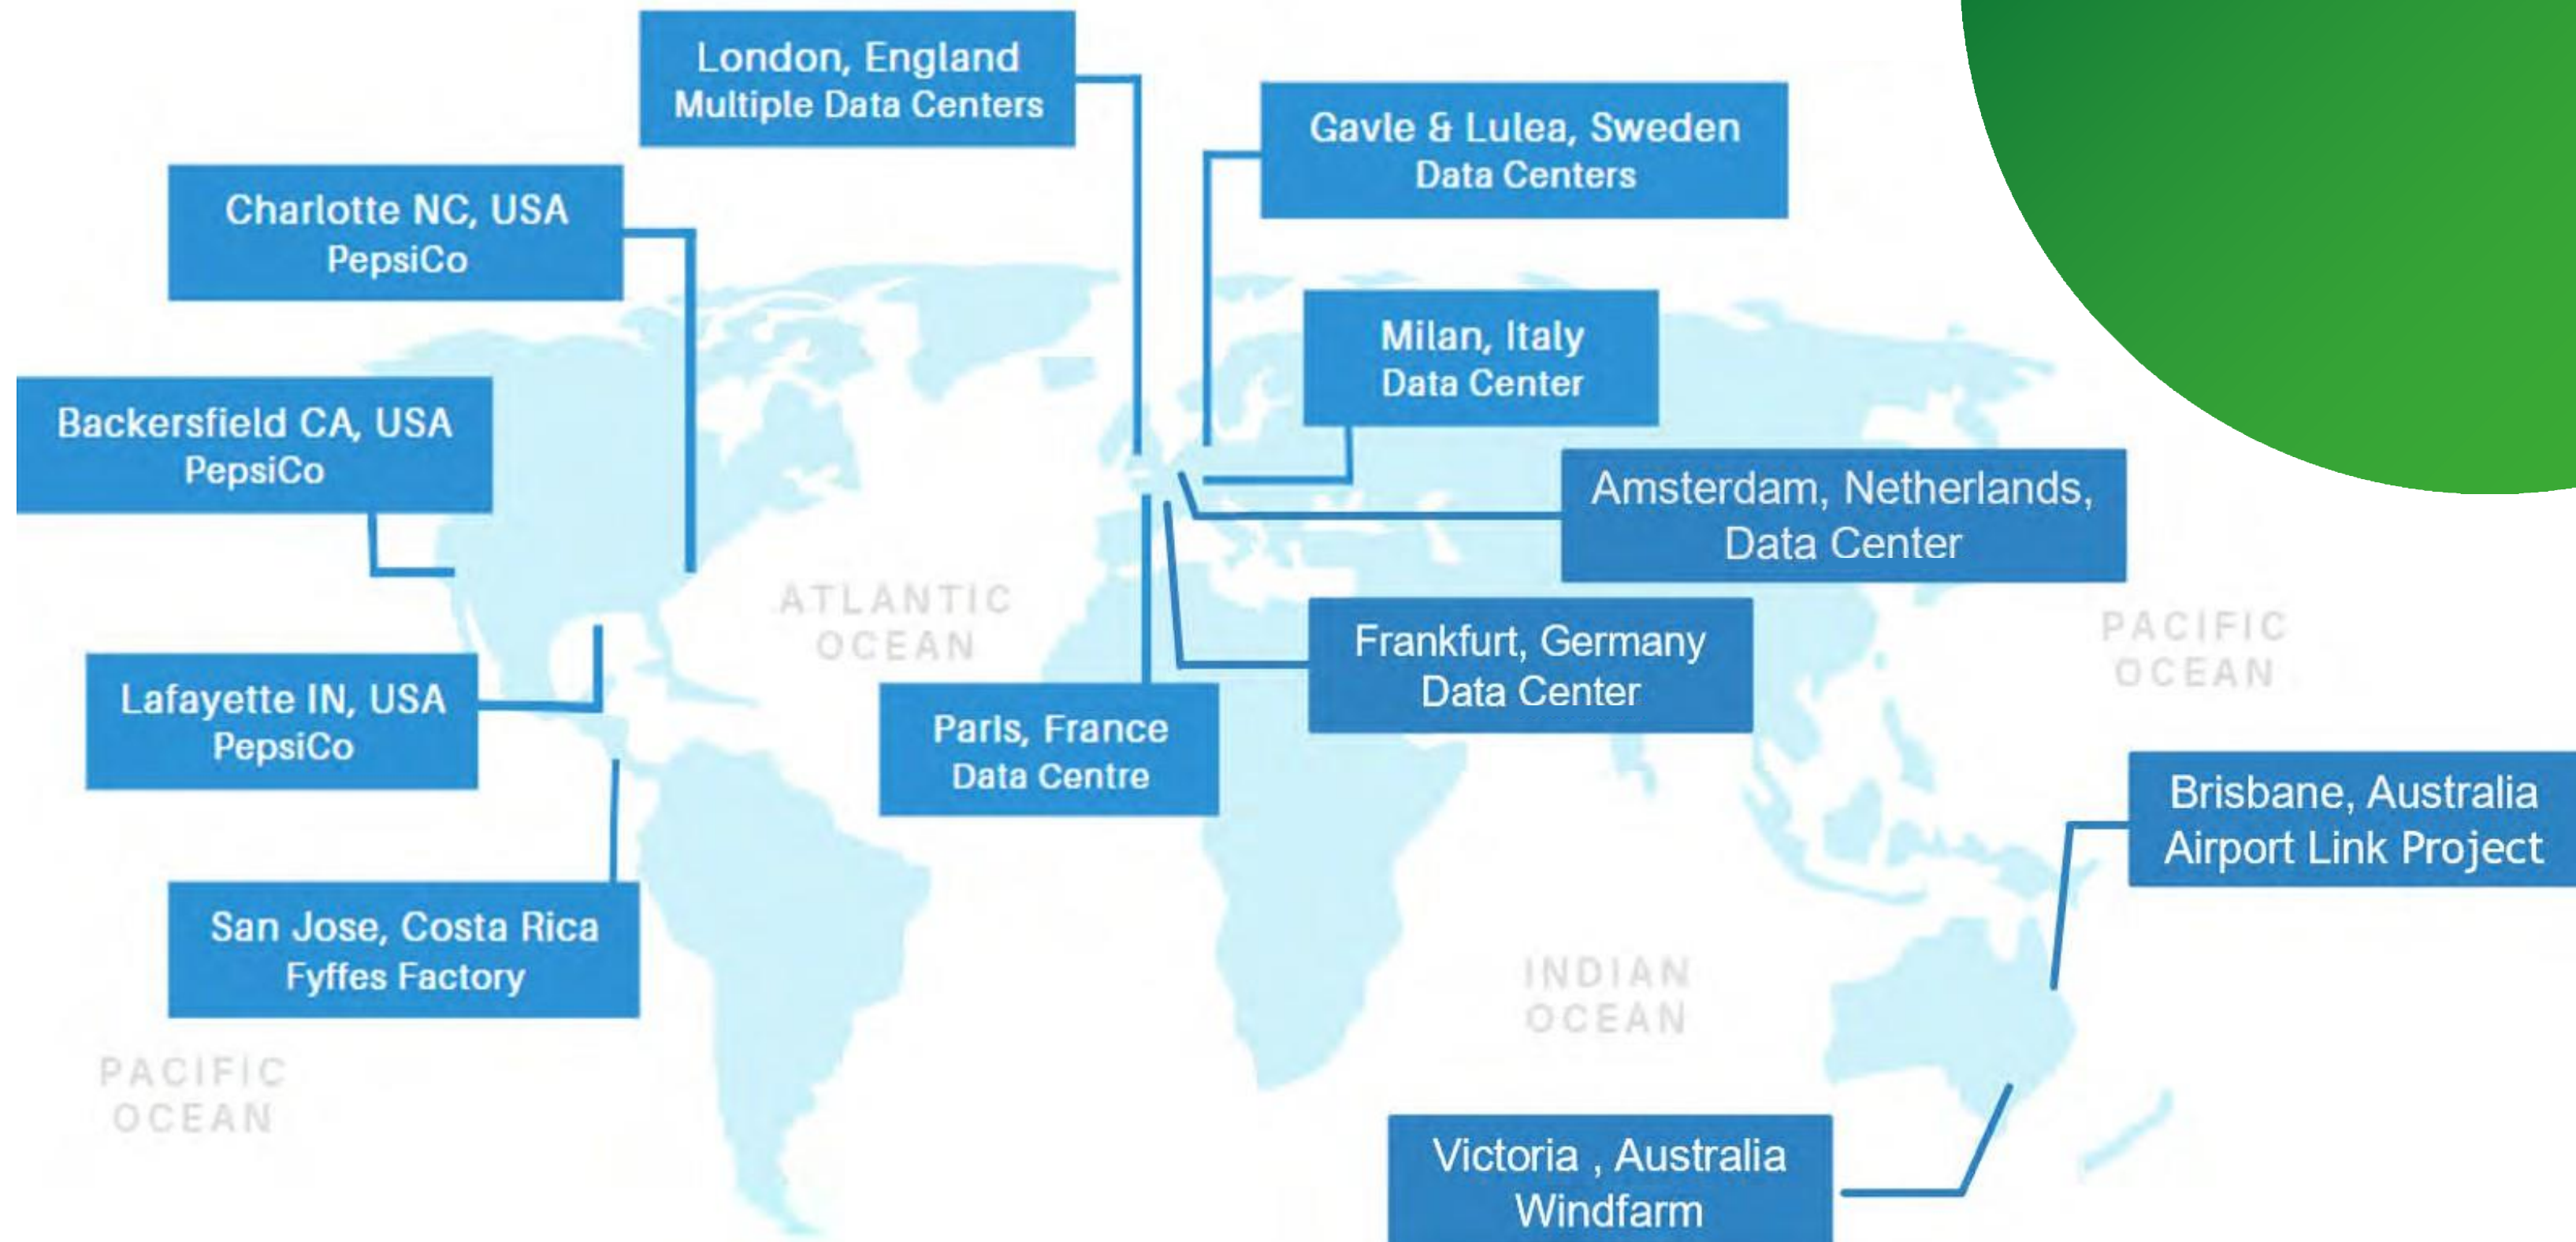 London, England
Multiple Data Centers
Gavle & Lulea, Sweden
Data Centers
Charlotte NC, USA
PepsiCo
Milan, Italy
Data Center
Backersfield CA, USA
PepsiCo
Amsterdam, Netherlands,
Data Center
ATLANTIC
OCEAN
Frankfurt, Germany
Data Center
PACIFIC
OCEAN
Lafayette IN, USA
PepsiCo
Paris, France
Data Centre
Brisbane, Australia
Airport Link Project
San Jose, Costa Rica
Fyffes Factory
INDIAN
OCEAN
PACIFIC
OCEAN
Victoria , Australia
Windfarm